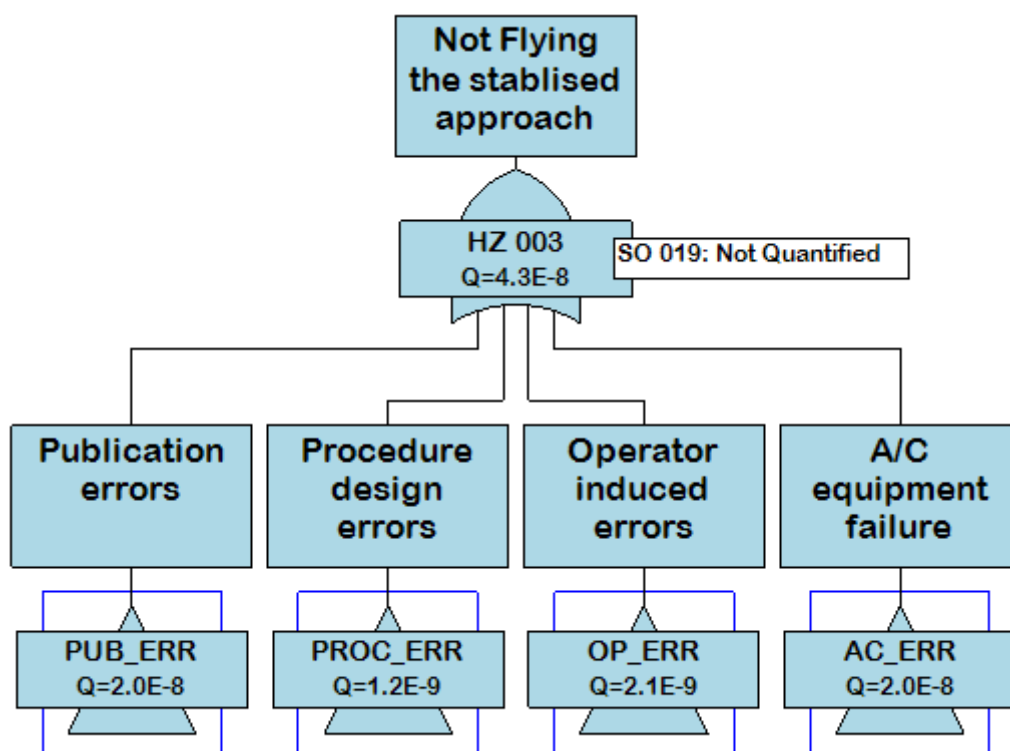 Not Flying
the stablised
approach
HZ 003
Q=4.3E-8
SO 019: Not Quantified
Publication
errors
Procedure
design
errors
Operator
induced
errors
A/C
equipment
failure
PUB_ERR
Q=2.0E-8
PROC_ERR
Q=1.2E-9
OP_ERR
Q=2.1E-9
AC_ERR
Q=2.0E-8